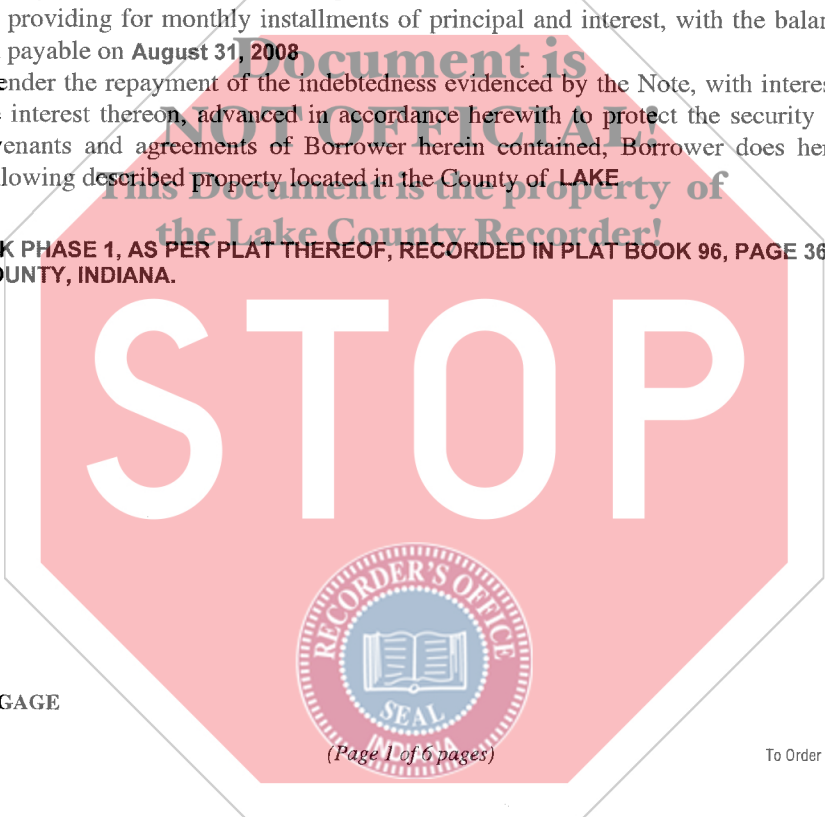 providing for monthly installments of principal and interest, with the balan
payable on August 31, 2008
ender the repayment of the indebtedness evidenced by the Note, with interes
interest thereon, advanced in accordance herewith to protect the security
venants and agreements of Borrower herein contained, Borrower does her
llowing described property located in the County of LAKE
Document is
NOT OFFICIAL!
This Document is the property of
the Lake County Recorder!
K PHASE 1, AS PER PLAT THEREOF, RECORDED IN PLAT BOOK 96, PAGE 36
OUNTY, INDIANA.
STOP
RECORDER'S OFFICE
SEAL
INDIANA
GAGE
(Page 1 of 6 pages)
To Order